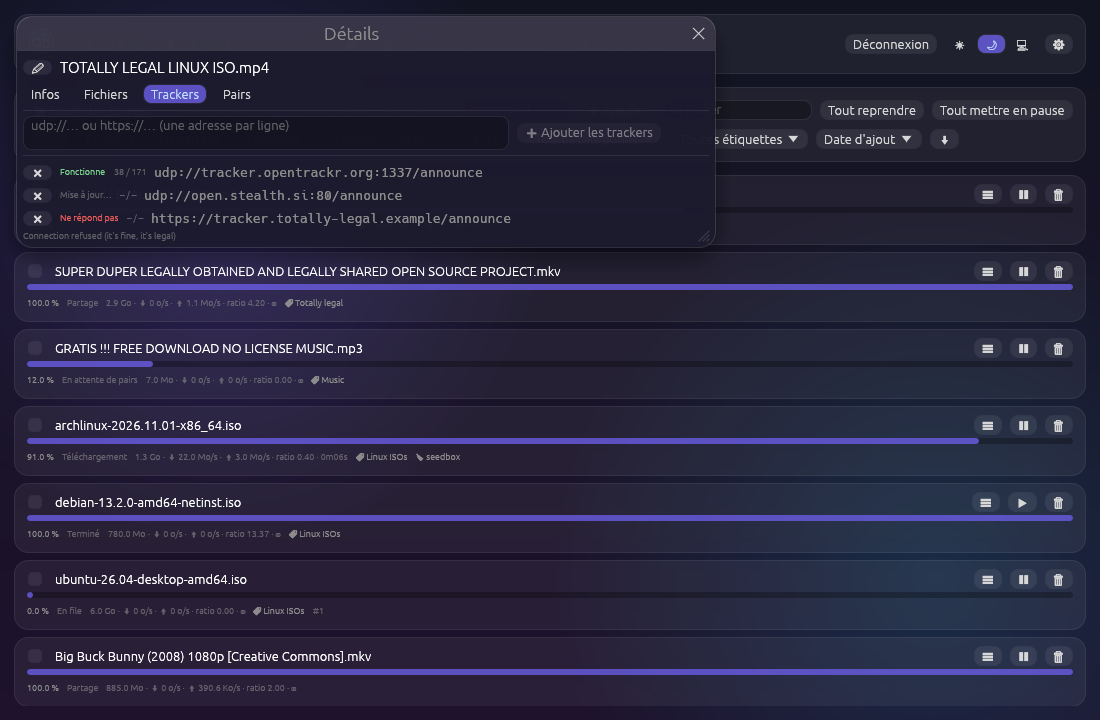 Détails
TOTALLY LEGAL LINUX ISO.mp4
Infos Fichiers Trackers Pairs
udp://… ou https://… (une adresse par ligne) Ajouter les trackers
Fonctionne 38 / 171 udp://tracker.opentrackr.org:1337/announce
Mise à jour… –/– udp://open.stealth.si:80/announce
Ne répond pas –/– https://tracker.totally-legal.example/announce
Connection refused (it's fine, it's legal)
Déconnexion
Tout reprendre Tout mettre en pause
étiquettes Date d'ajout
SUPER DUPER LEGALLY OBTAINED AND LEGALLY SHARED OPEN SOURCE PROJECT.mkv
100.0 % Partage 2.9 Go · 0 o/s · 1.1 Mo/s · ratio 4.20 · ∞ Totally legal
GRATIS !!! FREE DOWNLOAD NO LICENSE MUSIC.mp3
12.0 % En attente de pairs 7.0 Mo · 0 o/s · 0 o/s · ratio 0.00 · ∞ Music
archlinux-2026.11.01-x86_64.iso
91.0 % Téléchargement 1.3 Go · 22.0 Mo/s · 3.0 Mo/s · ratio 0.40 · 0m06s Linux ISOs seedbox
debian-13.2.0-amd64-netinst.iso
100.0 % Terminé 780.0 Mo · 0 o/s · 0 o/s · ratio 13.37 · ∞ Linux ISOs
ubuntu-26.04-desktop-amd64.iso
0.0 % En file 6.0 Go · 0 o/s · 0 o/s · ratio 0.00 · ∞ Linux ISOs #1
Big Buck Bunny (2008) 1080p [Creative Commons].mkv
100.0 % Partage 885.0 Mo · 0 o/s · 390.6 Ko/s · ratio 2.00 · ∞